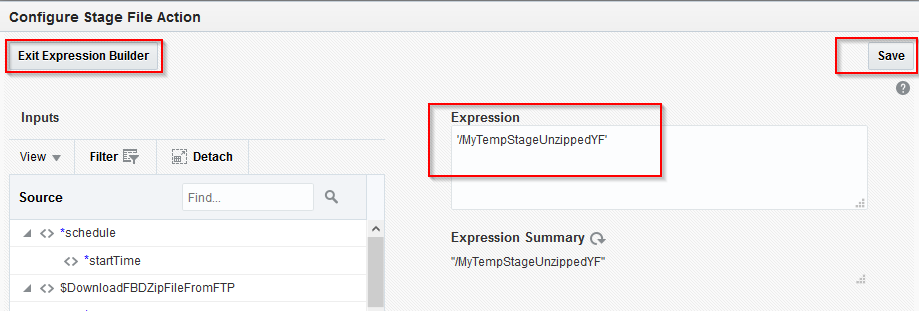 Configure Stage File Action
Exit Expression Builder
Save
?
Inputs
View
Filter
Detach
Source
Find...
*schedule
*startTime
$DownloadFBDZipFileFromFTP
Expression
'/MyTempStageUnzippedYF'
Expression Summary
"/MyTempStageUnzippedYF"